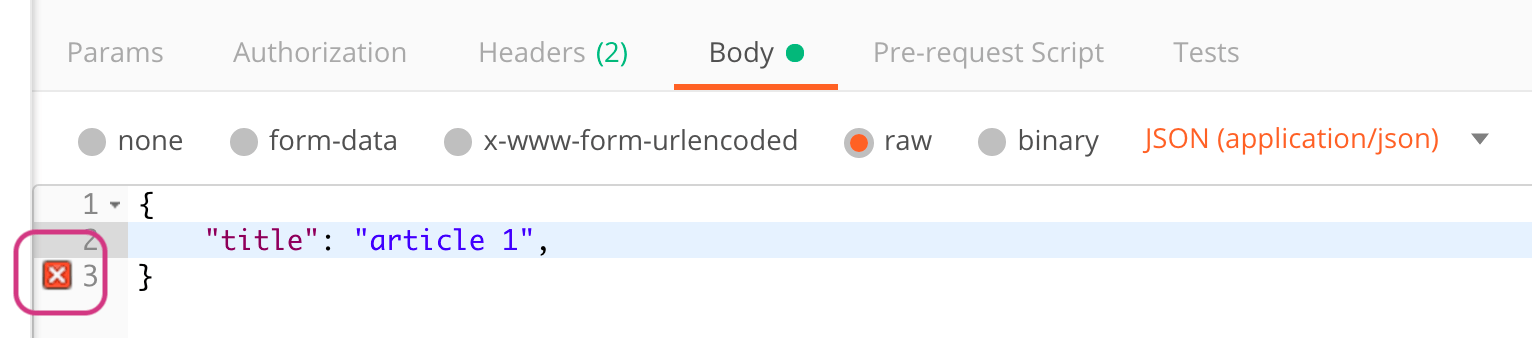 Params Authorization Headers (2) Body Pre-request Script Tests
none form-data x-www-form-urlencoded raw binary JSON (application/json)
1 {
2 "title": "article 1",
3 }